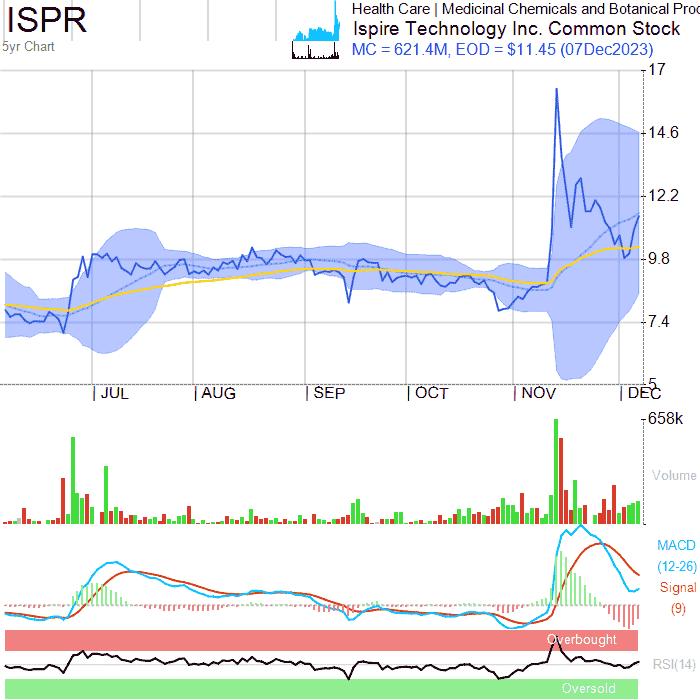 ISPR
5yr Chart
Health Care | Medicinal Chemicals and Botanical Proc
Ispire Technology Inc. Common Stock
MC = 621.4M, EOD = $11.45 (07Dec2023)
17
14.6
12.2
9.8
7.4
5
JUL AUG SEP OCT NOV DEC
658k
Volume
MACD
(12-26)
Signal
(9)
Overbought
RSI(14)
Oversold